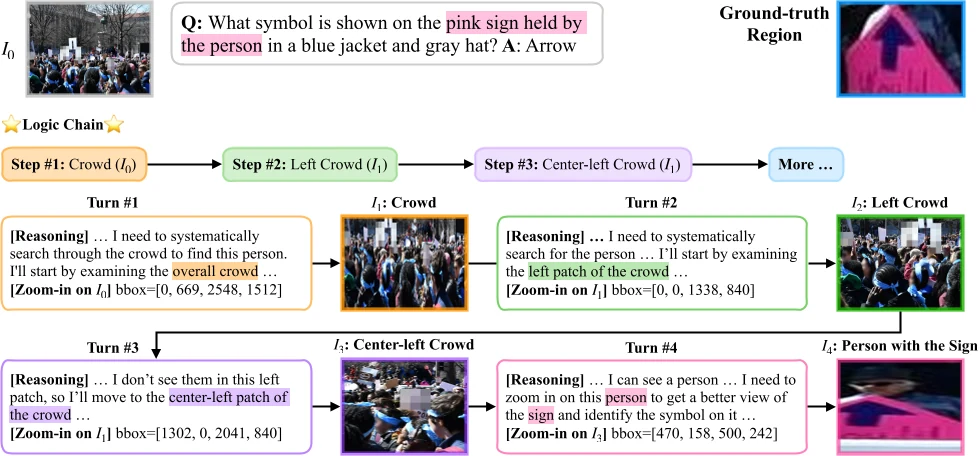 I0
Q: What symbol is shown on the pink sign held by
the person in a blue jacket and gray hat? A: Arrow
Ground-truth
Region
Logic Chain
Step #1: Crowd (I0)
Step #2: Left Crowd (I1)
Step #3: Center-left Crowd (I1)
More …
Turn #1
[Reasoning] … I need to systematically
search through the crowd to find this person.
I'll start by examining the overall crowd …
[Zoom-in on I0] bbox=[0, 669, 2548, 1512]
I1: Crowd
Turn #2
[Reasoning] … I need to systematically
search for the person … I’ll start by examining
the left patch of the crowd …
[Zoom-in on I1] bbox=[0, 0, 1338, 840]
I2: Left Crowd
Turn #3
[Reasoning] … I don’t see them in this left
patch, so I’ll move to the center-left patch of
the crowd …
[Zoom-in on I1] bbox=[1302, 0, 2041, 840]
I3: Center-left Crowd
Turn #4
[Reasoning] … I can see a person … I need to
zoom in on this person to get a better view of
the sign and identify the symbol on it …
[Zoom-in on I3] bbox=[470, 158, 500, 242]
I4: Person with the Sign